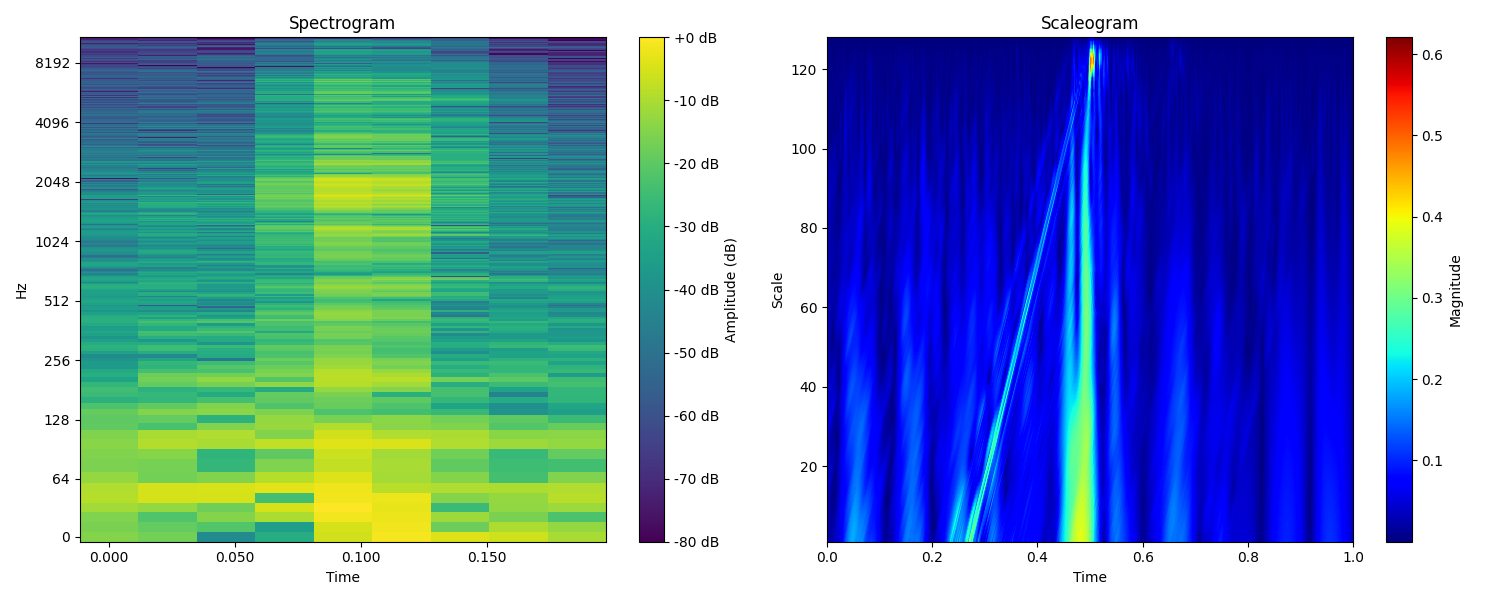 Spectrogram
8192
4096
2048
1024
512
256
128
64
0
Hz
0.000
0.050
0.100
0.150
Time
+0 dB
-10 dB
-20 dB
-30 dB
-40 dB
-50 dB
-60 dB
-70 dB
-80 dB
Amplitude (dB)
Scaleogram
120
100
80
60
40
20
Scale
0.0
0.2
0.4
0.6
0.8
1.0
Time
0.6
0.5
0.4
0.3
0.2
0.1
Magnitude